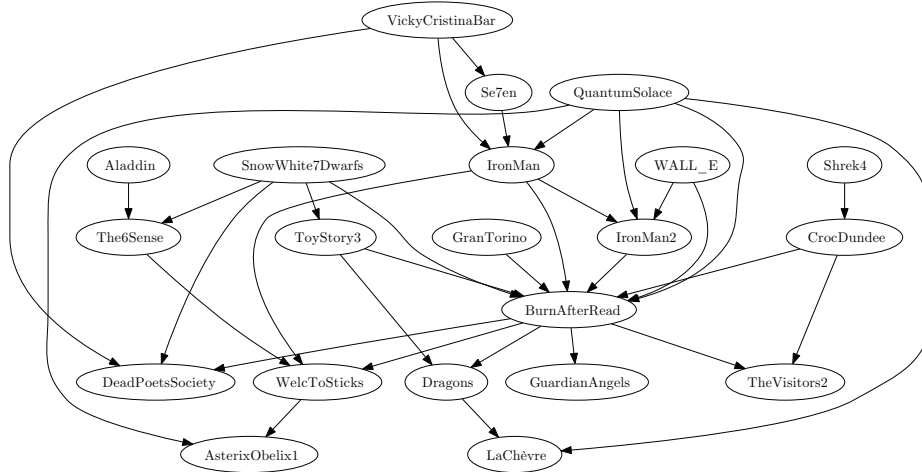 VickyCristinaBar
Se7en
QuantumSolace
Aladdin
SnowWhite7Dwarfs
IronMan
WALL_E
Shrek4
The6Sense
ToyStory3
GranTorino
IronMan2
CrocDundee
BurnAfterRead
DeadPoetsSociety
WelcToSticks
Dragons
GuardianAngels
TheVisitors2
AsterixObelix1
LaChèvre